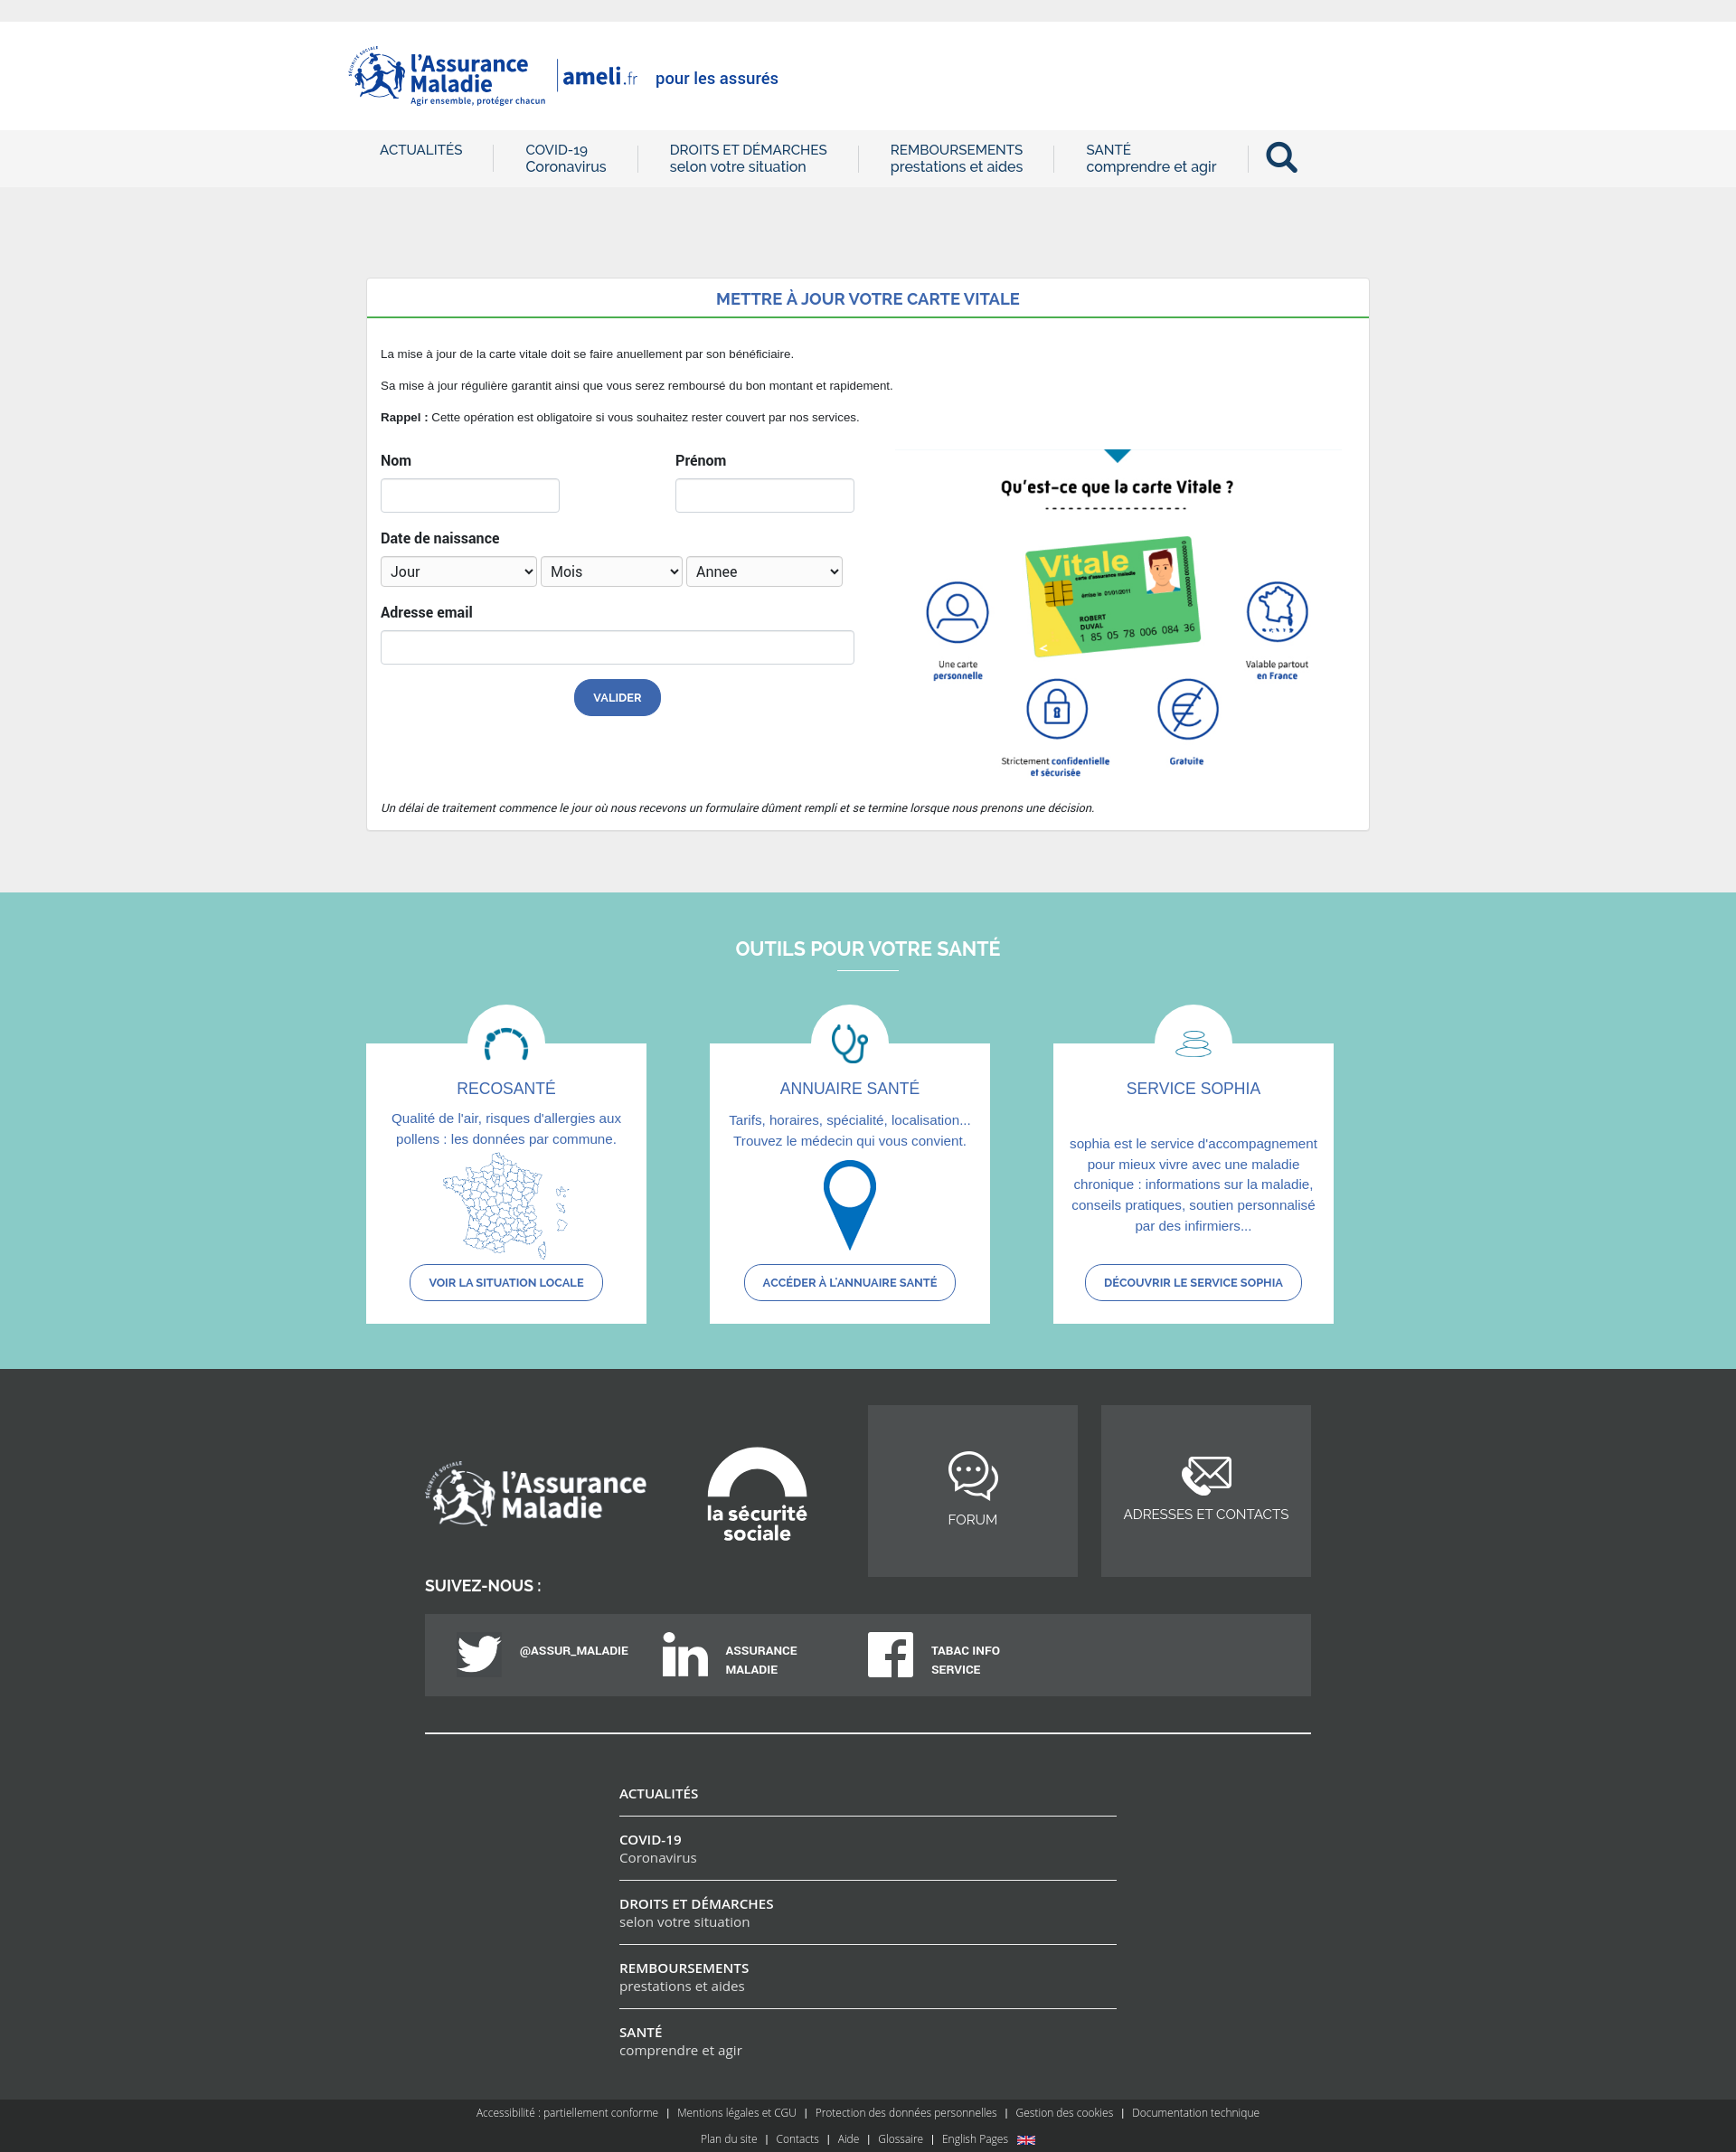 SÉCURITÉ SOCIALE
l'Assurance
Maladie
Agir ensemble, protéger chacun
ameli.fr pour les assurés
ACTUALITÉS
COVID-19
Coronavirus
DROITS ET DÉMARCHES
selon votre situation
REMBOURSEMENTS
prestations et aides
SANTÉ
comprendre et agir
METTRE À JOUR VOTRE CARTE VITALE
La mise à jour de la carte vitale doit se faire anuellement par son bénéficiaire.
Sa mise à jour régulière garantit ainsi que vous serez remboursé du bon montant et rapidement.
Rappel : Cette opération est obligatoire si vous souhaitez rester couvert par nos services.
Nom
Prénom
Date de naissance
Jour
Mois
Annee
Adresse email
VALIDER
Qu'est-ce que la carte Vitale ?
Vitale
carte d'assurance maladie
émise le 01/01/2011
ROBERT
DUVAL
1 85 05 78 006 084 36
Une carte
personnelle
Valable partout
en France
Strictement confidentielle
et sécurisée
Gratuite
Un délai de traitement commence le jour où nous recevons un formulaire dûment rempli et se termine lorsque nous prenons une décision.
OUTILS POUR VOTRE SANTÉ
RECOSANTÉ
Qualité de l'air, risques d'allergies aux
pollens : les données par commune.
VOIR LA SITUATION LOCALE
ANNUAIRE SANTÉ
Tarifs, horaires, spécialité, localisation...
Trouvez le médecin qui vous convient.
ACCÉDER À L'ANNUAIRE SANTÉ
SERVICE SOPHIA
sophia est le service d'accompagnement
pour mieux vivre avec une maladie
chronique : informations sur la maladie,
conseils pratiques, soutien personnalisé
par des infirmiers...
DÉCOUVRIR LE SERVICE SOPHIA
SÉCURITÉ SOCIALE
l'Assurance
Maladie
la sécurité
sociale
FORUM
ADRESSES ET CONTACTS
SUIVEZ-NOUS :
@ASSUR_MALADIE
ASSURANCE
MALADIE
TABAC INFO
SERVICE
ACTUALITÉS
COVID-19
Coronavirus
DROITS ET DÉMARCHES
selon votre situation
REMBOURSEMENTS
prestations et aides
SANTÉ
comprendre et agir
Accessibilité : partiellement conforme | Mentions légales et CGU | Protection des données personnelles | Gestion des cookies | Documentation technique
Plan du site | Contacts | Aide | Glossaire | English Pages